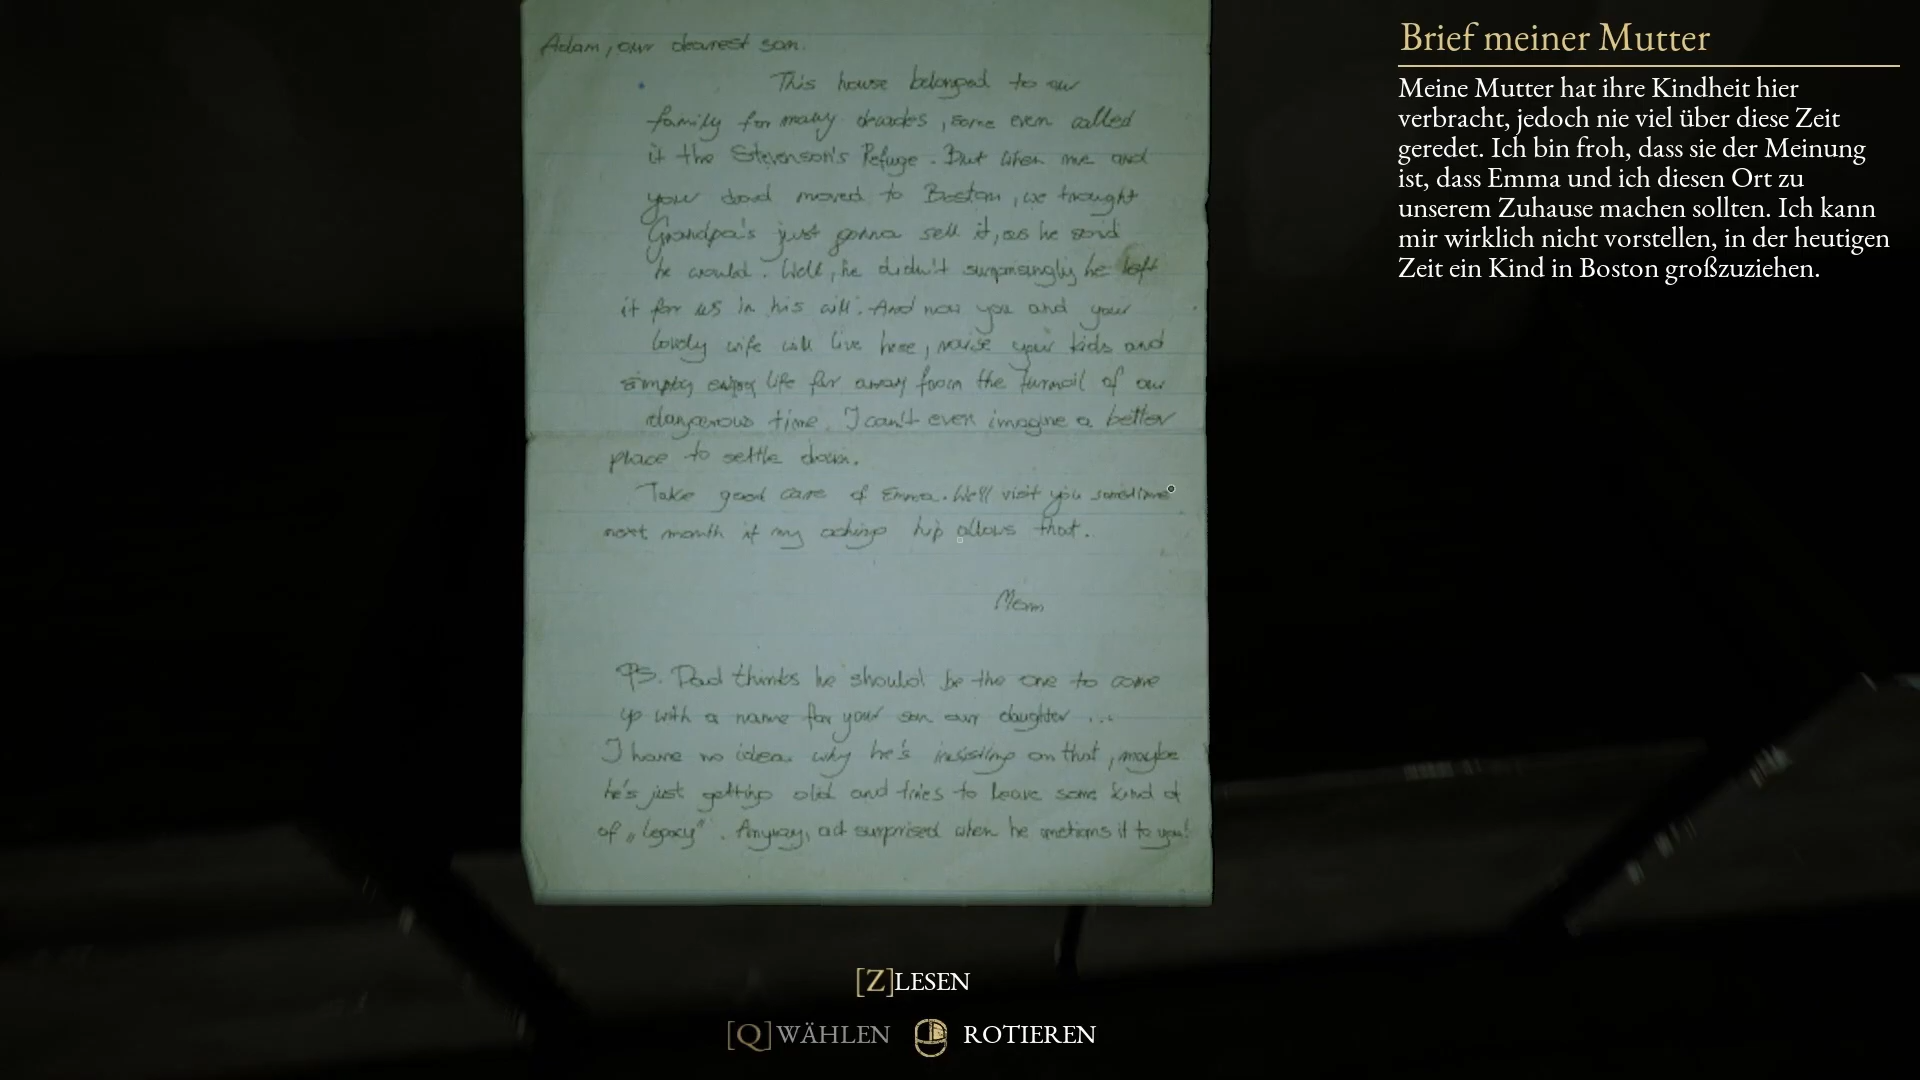 Adam, our dearest son.
This house belonged to our
family for many decades, some even called
it the Stevenson's Refuge. But when me and
your dad moved to Boston, we thought
Grandpa's just gonna sell it, as he said
he would. Well, he didn't surprisingly he left
it for us in his will. And now you and your
lovely wife will live here, raise your kids and
simply enjoy life far away from the turmoil of our
dangerous time. I can't even imagine a better
place to settle down.
Take good care of Emma. We'll visit you sometime
next month if my aching hip allows that.
Mom
PS. Dad thinks he should be the one to come
up with a name for your son our daughter ...
I have no idea why he's insisting on that, maybe
he's just getting old and tries to leave some kind of
of „legacy". Anyway, act surprised when he metions it to you!
Brief meiner Mutter
Meine Mutter hat ihre Kindheit hier
verbracht, jedoch nie viel über diese Zeit
geredet. Ich bin froh, dass sie der Meinung
ist, dass Emma und ich diesen Ort zu
unserem Zuhause machen sollten. Ich kann
mir wirklich nicht vorstellen, in der heutigen
Zeit ein Kind in Boston großzuziehen.
[Z]LESEN
[Q]WÄHLEN ROTIEREN